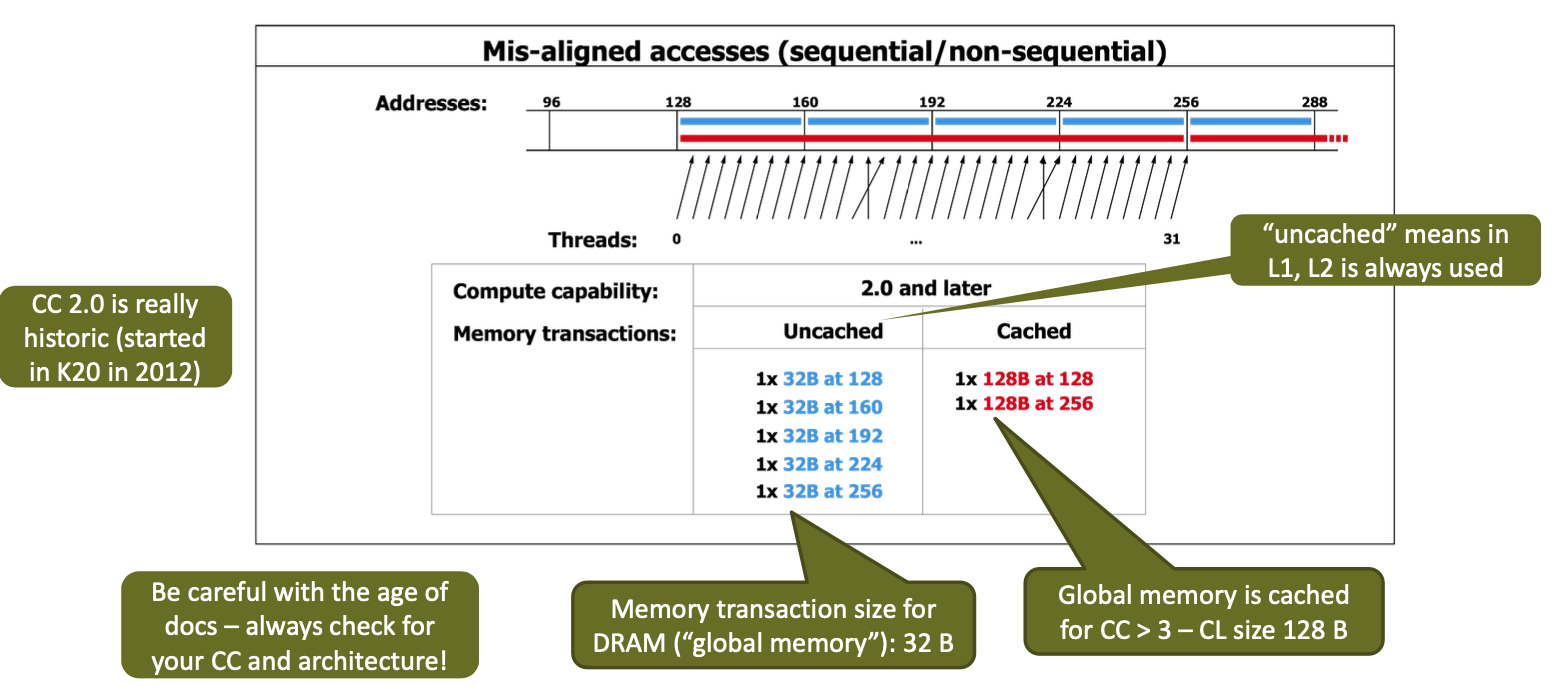 Mis-aligned accesses (sequential/non-sequential)
Addresses: 96 128 160 192 224 256 288
Threads: 0 ... 31
“uncached” means in
L1, L2 is always used
CC 2.0 is really
historic (started
in K20 in 2012)
Compute capability: 2.0 and later
Memory transactions: Uncached Cached
1x 32B at 128 1x 128B at 128
1x 32B at 160 1x 128B at 256
1x 32B at 192
1x 32B at 224
1x 32B at 256
Be careful with the age of
docs – always check for
your CC and architecture!
Memory transaction size for
DRAM (“global memory”): 32 B
Global memory is cached
for CC > 3 – CL size 128 B